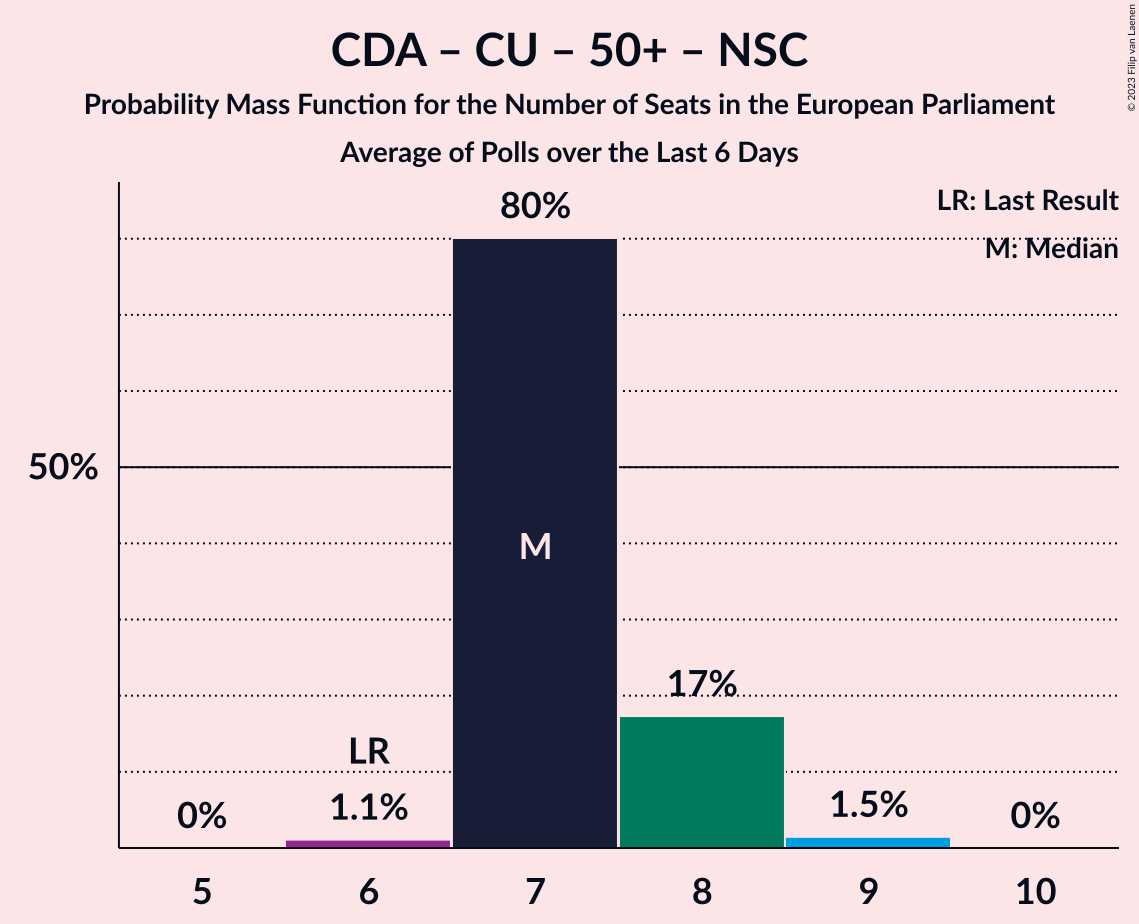 CDA – CU – 50+ – NSC
Probability Mass Function for the Number of Seats in the European Parliament
Average of Polls over the Last 6 Days
© 2023 Filip van Laenen
LR: Last Result
M: Median
80%
50%
M
17%
LR
0%
1.1%
1.5%
0%
5 6 7 8 9 10